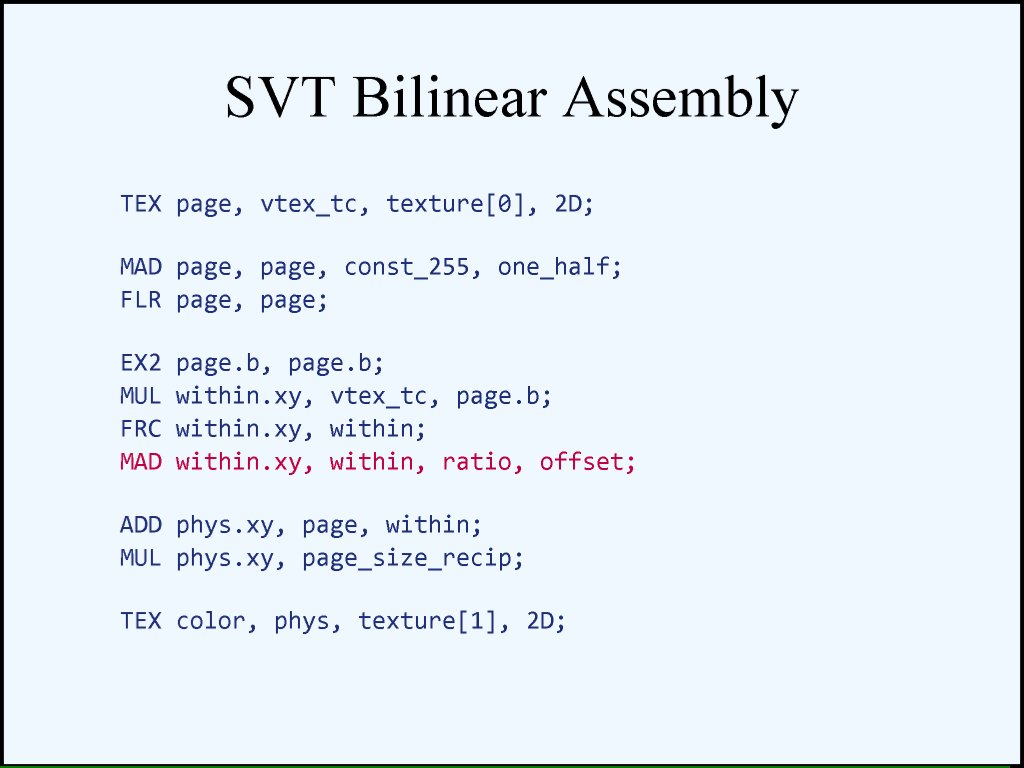 SVT Bilinear Assembly
TEX page, vtex_tc, texture[0], 2D;
MAD page, page, const_255, one_half;
FLR page, page;
EX2 page.b, page.b;
MUL within.xy, vtex_tc, page.b;
FRC within.xy, within;
MAD within.xy, within, ratio, offset;
ADD phys.xy, page, within;
MUL phys.xy, page_size_recip;
TEX color, phys, texture[1], 2D;